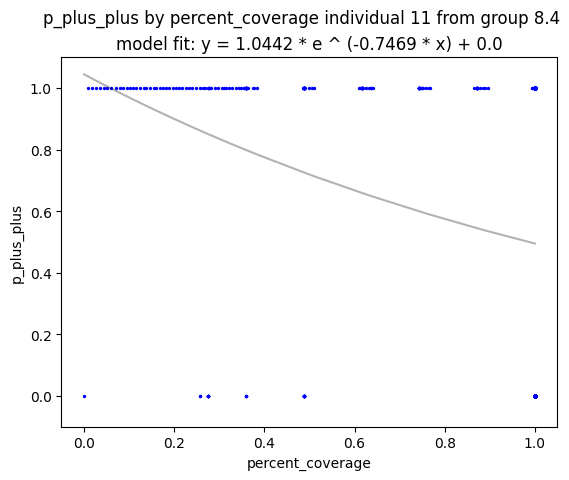 p_plus_plus by percent_coverage individual 11 from group 8.4
model fit: y = 1.0442 * e ^ (-0.7469 * x) + 0.0
1.0
0.8
0.6
0.4
0.2
0.0
p_plus_plus
0.0 0.2 0.4 0.6 0.8 1.0
percent_coverage